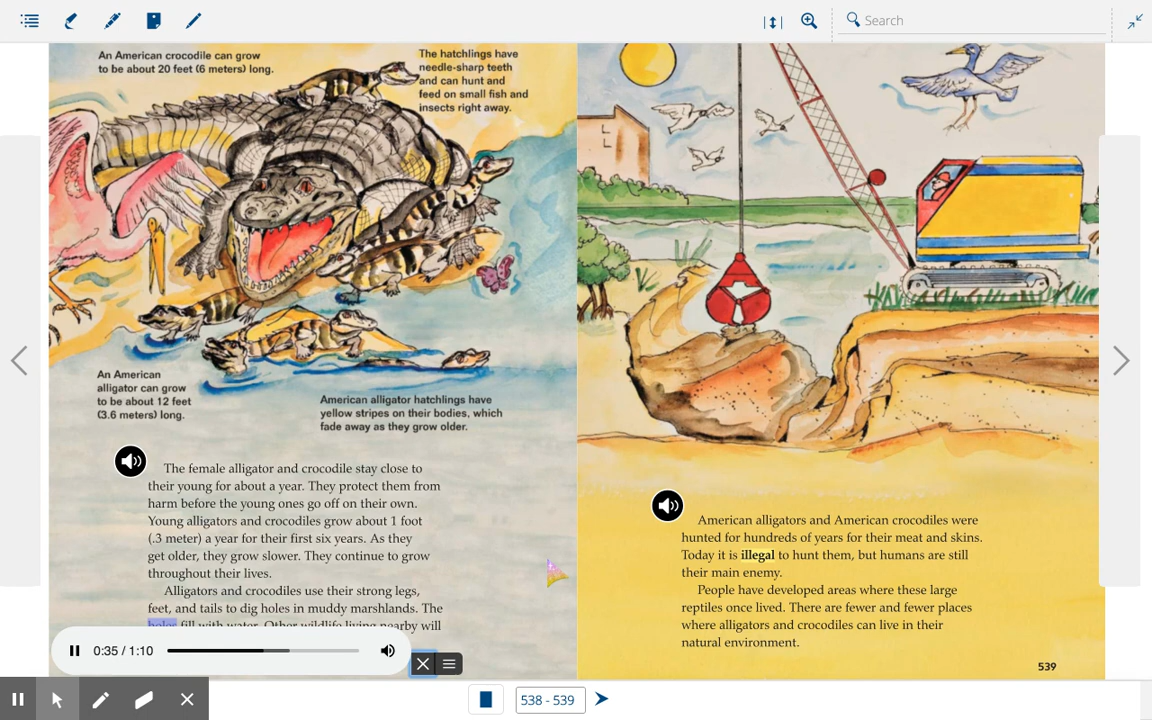 Search
An American crocodile can grow
to be about 20 feet (6 meters) long.
The hatchlings have
needle-sharp teeth
and can hunt and
feed on small fish and
insects right away.
An American
alligator can grow
to be about 12 feet
(3.6 meters) long.
American alligator hatchlings have
yellow stripes on their bodies, which
fade away as they grow older.
The female alligator and crocodile stay close to
their young for about a year. They protect them from
harm before the young ones go off on their own.
Young alligators and crocodiles grow about 1 foot
(.3 meter) a year for their first six years. As they
get older, they grow slower. They continue to grow
throughout their lives.
Alligators and crocodiles use their strong legs,
feet, and tails to dig holes in muddy marshlands. The
holes fill with water. Other wildlife living nearby will
0:35 / 1:10
American alligators and American crocodiles were
hunted for hundreds of years for their meat and skins.
Today it is illegal to hunt them, but humans are still
their main enemy.
People have developed areas where these large
reptiles once lived. There are fewer and fewer places
where alligators and crocodiles can live in their
natural environment.
539
538 - 539